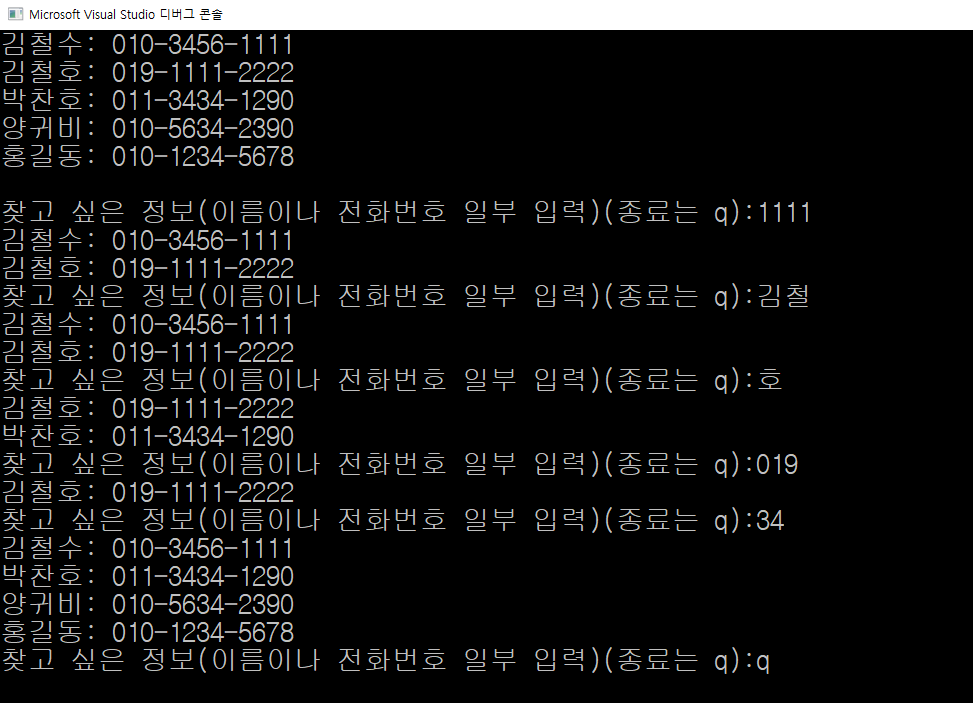 Microsoft Visual Studio 디버그 콘솔
김철수: 010-3456-1111
김철호: 019-1111-2222
박찬호: 011-3434-1290
양귀비: 010-5634-2390
홍길동: 010-1234-5678
찾고 싶은 정보(이름이나 전화번호 일부 입력)(종료는 q):1111
김철수: 010-3456-1111
김철호: 019-1111-2222
찾고 싶은 정보(이름이나 전화번호 일부 입력)(종료는 q):김철
김철수: 010-3456-1111
김철호: 019-1111-2222
찾고 싶은 정보(이름이나 전화번호 일부 입력)(종료는 q):호
김철호: 019-1111-2222
박찬호: 011-3434-1290
찾고 싶은 정보(이름이나 전화번호 일부 입력)(종료는 q):019
김철호: 019-1111-2222
찾고 싶은 정보(이름이나 전화번호 일부 입력)(종료는 q):34
김철수: 010-3456-1111
박찬호: 011-3434-1290
양귀비: 010-5634-2390
홍길동: 010-1234-5678
찾고 싶은 정보(이름이나 전화번호 일부 입력)(종료는 q):q